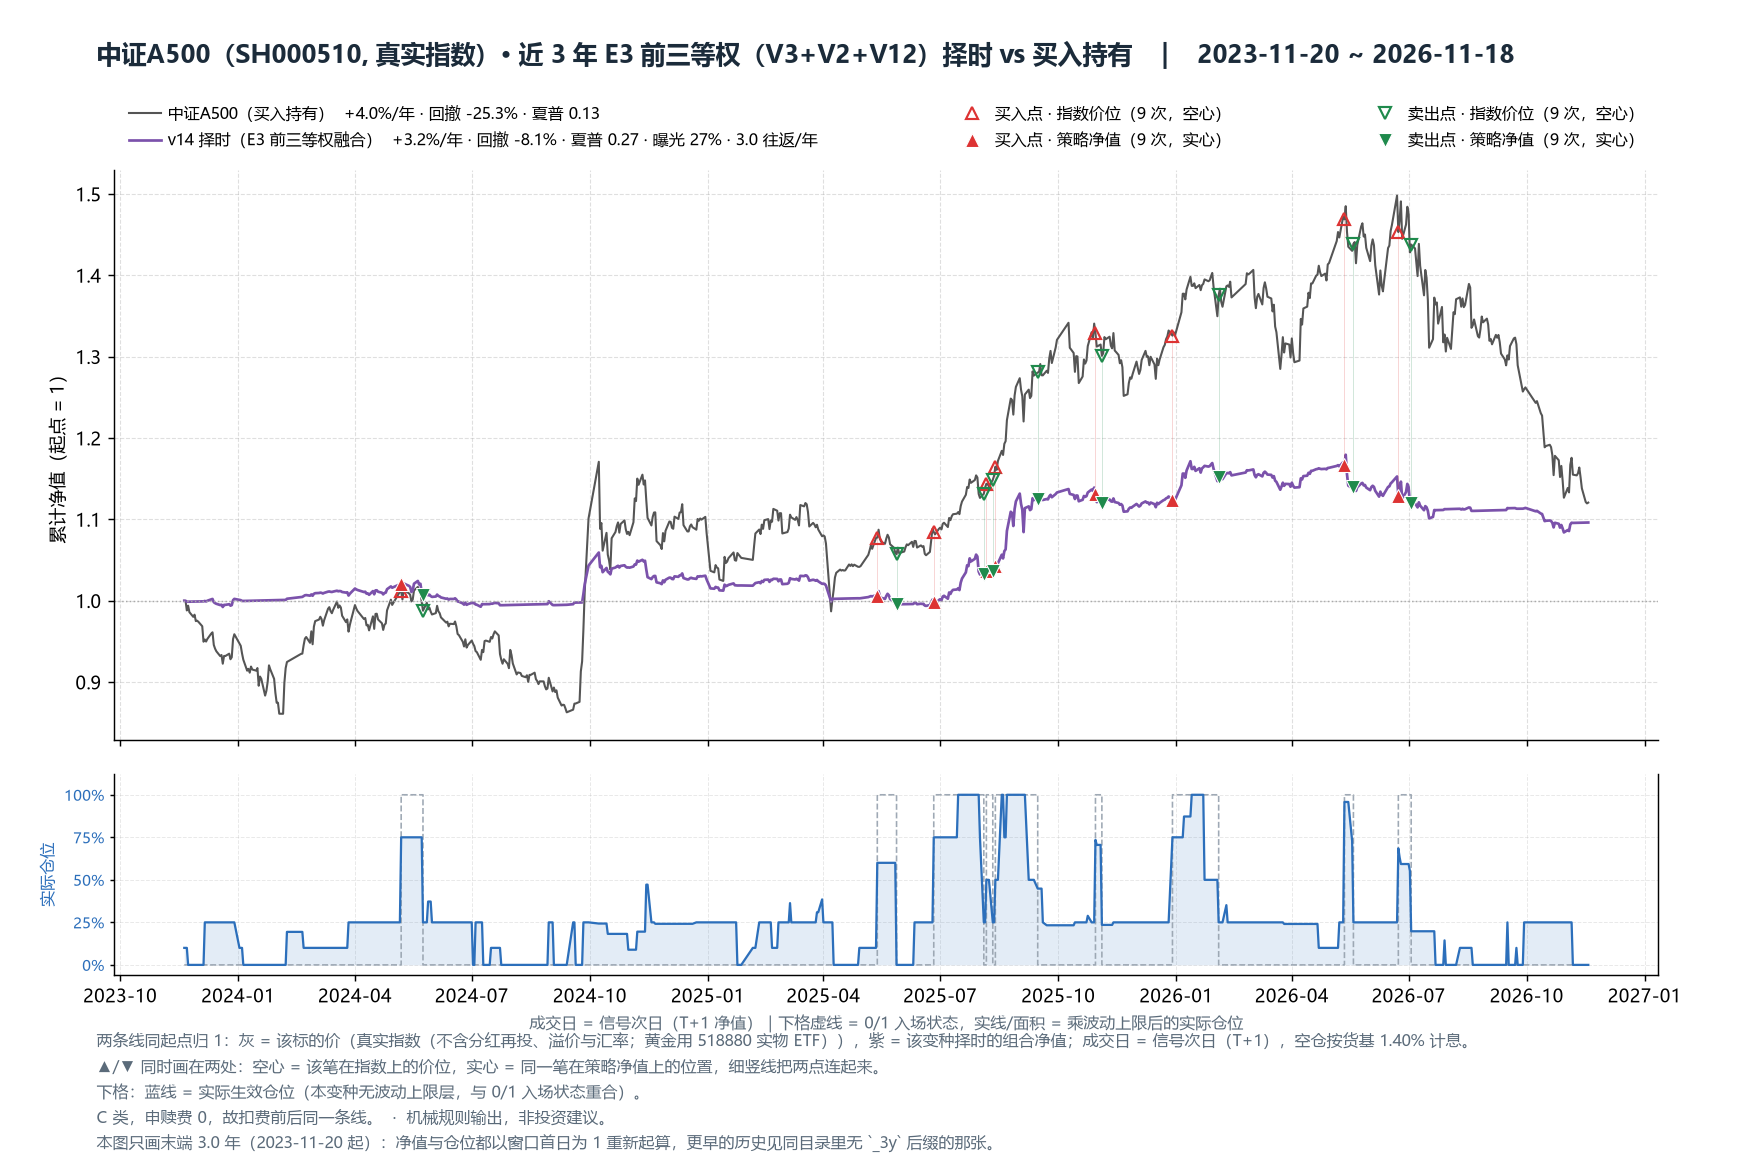 中证A500（SH000510, 真实指数）· 近 3 年 E3 前三等权（V3+V2+V12）择时 vs 买入持有 | 2023-11-20 ~ 2026-11-18
中证A500（买入持有） +4.0%/年 · 回撤 -25.3% · 夏普 0.13
v14 择时（E3 前三等权融合） +3.2%/年 · 回撤 -8.1% · 夏普 0.27 · 曝光 27% · 3.0 往返/年
买入点 · 指数价位（9 次，空心）
买入点 · 策略净值（9 次，实心）
卖出点 · 指数价位（9 次，空心）
卖出点 · 策略净值（9 次，实心）
累计净值（起点 = 1）
1.5
1.4
1.3
1.2
1.1
1.0
0.9
实际仓位
100%
75%
50%
25%
0%
2023-10 2024-01 2024-04 2024-07 2024-10 2025-01 2025-04 2025-07 2025-10 2026-01 2026-04 2026-07 2026-10 2027-01
成交日 = 信号次日（T+1 净值）| 下格虚线 = 0/1 入场状态，实线/面积 = 乘波动上限后的实际仓位
两条线同起点归 1：灰 = 该标的价（真实指数（不含分红再投、溢价与汇率；黄金用 518880 实物 ETF））, 紫 = 该变种择时的组合净值；成交日 = 信号次日（T+1），空仓按货基 1.40% 计息。
▲/▼ 同时画在两处：空心 = 该笔在指数上的价位，实心 = 同一笔在策略净值上的位置，细竖线把两点连起来。
下格：蓝线 = 实际生效仓位（本变种无波动上限层，与 0/1 入场状态重合）。
C 类，申赎费 0，故扣费前后同一条线。 · 机械规则输出，非投资建议。
本图只画末端 3.0 年（2023-11-20 起）：净值与仓位都以窗口首日为 1 重新起算，更早的历史见同目录里无 `_3y` 后缀的那张。